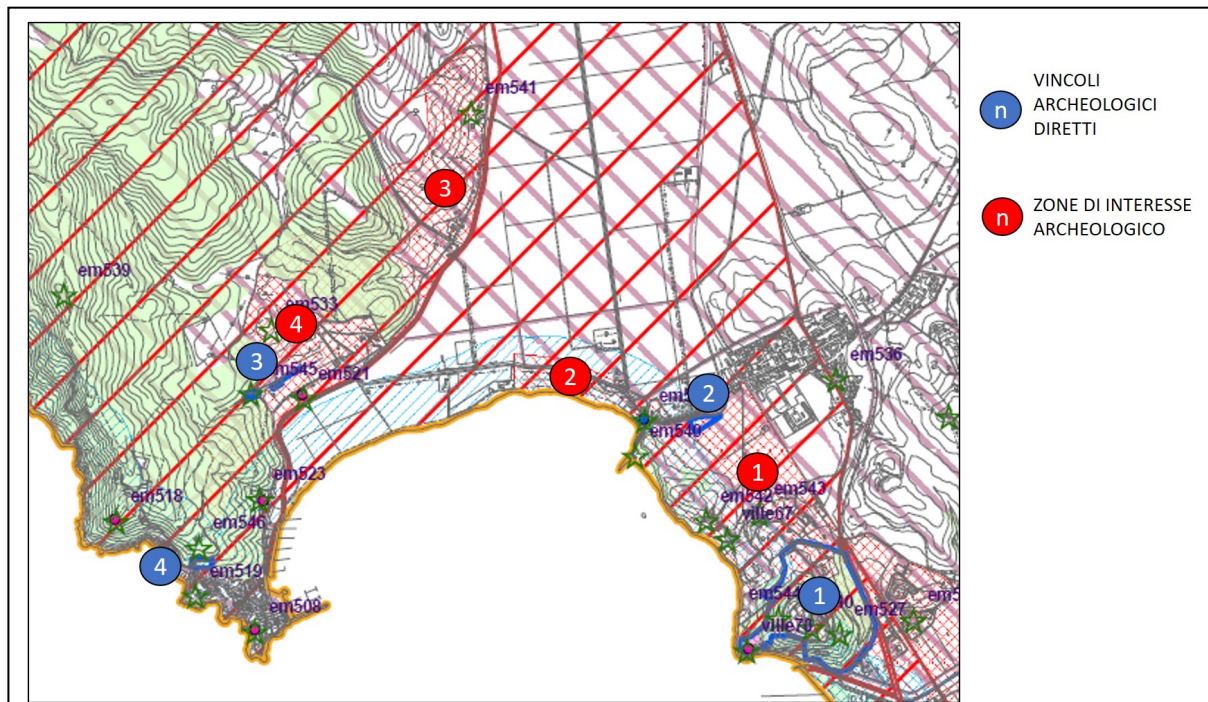 em541
3
em539
em533
4
3
em521
2
2
em536
em540
1
em523
em518
em542
em543
ville67
em546
4
em519
em508
1
em544
em527
ville70
n
VINCOLI
ARCHEOLOGICI
DIRETTI
n
ZONE DI INTERESSE
ARCHEOLOGICO